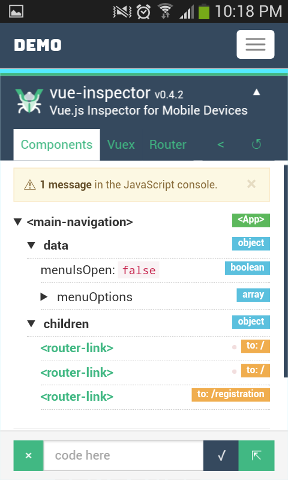 10:18 PM
DEMO
vue-inspector v0.4.2 ▲
Vue.js Inspector for Mobile Devices
Components Vuex Router < ↺
⚠ 1 message in the JavaScript console. ×
▼ <main-navigation> <App>
▼ data object
menuIsOpen: false boolean
▶ menuOptions array
▼ children object
<router-link> to: /
<router-link> to: /
<router-link> to: /registration
× code here ✓ ⇱